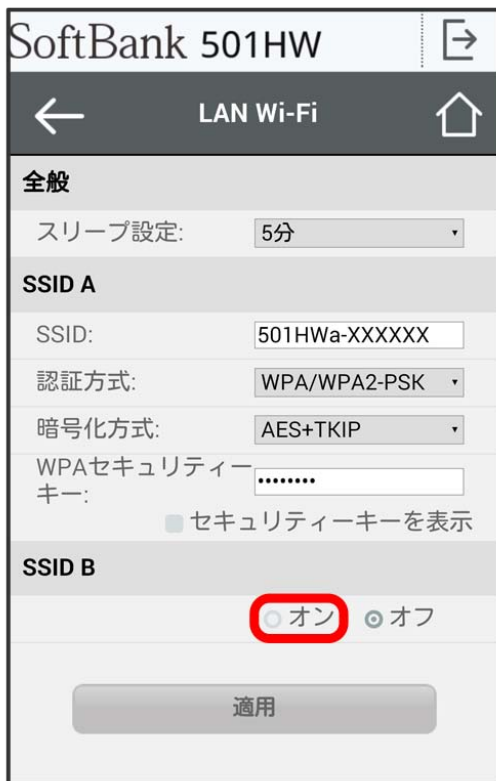 SoftBank 501HW
LAN Wi-Fi
全般
スリープ設定: 5分
SSID A
SSID: 501HWa-XXXXXX
認証方式: WPA/WPA2-PSK
暗号化方式: AES+TKIP
WPAセキュリティー
キー: ••••••••
セキュリティーキーを表示
SSID B
オン オフ
適用